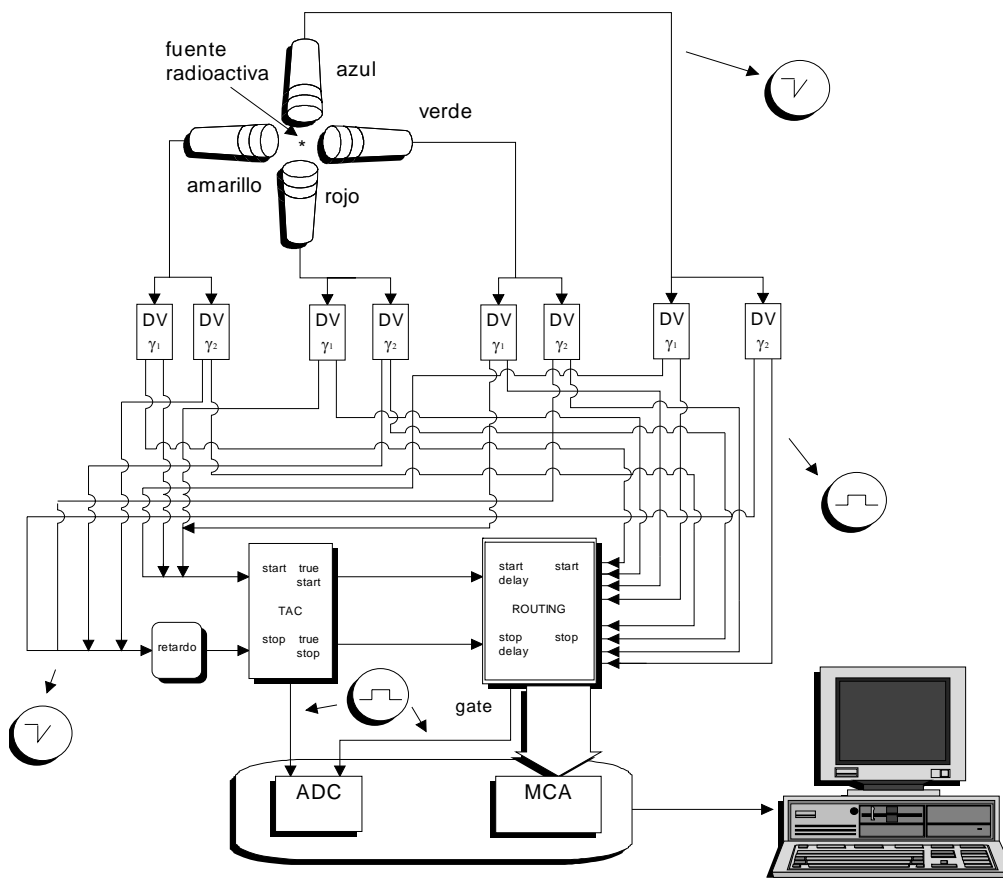 fuente
radioactiva
azul
verde
amarillo
rojo
DV
γ1
DV
γ2
DV
γ1
DV
γ2
DV
γ1
DV
γ2
DV
γ1
DV
γ2
start true
start
TAC
stop true
stop
start start
delay
ROUTING
stop stop
delay
retardo
gate
ADC
MCA